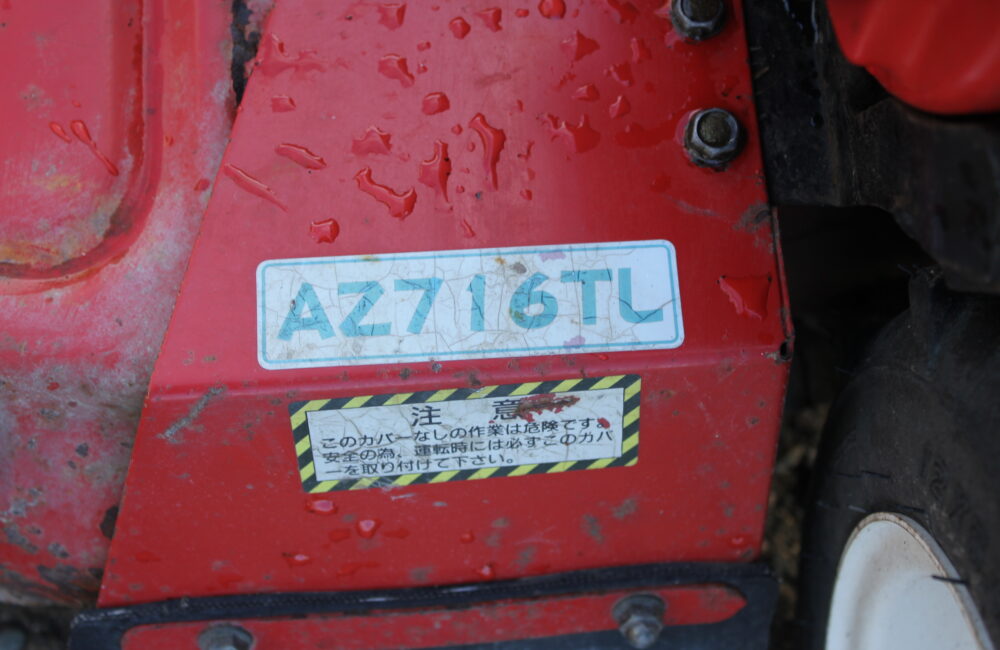 AZ716TL
注 意
このカバーなしの作業は危険です。
安全の為、運転時には必ずこのカバ
ーを取り付けて下さい。